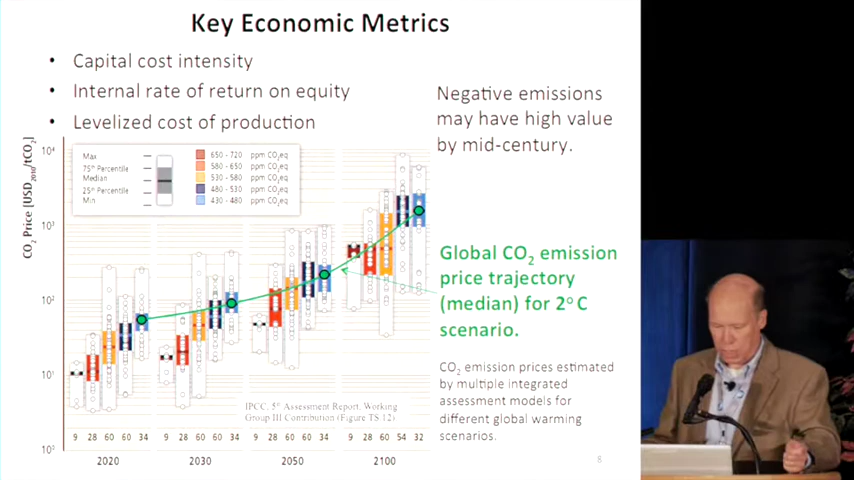 Key Economic Metrics
• Capital cost intensity
• Internal rate of return on equity
• Levelized cost of production
Negative emissions
may have high value
by mid-century.
CO₂ Price [USD₂₀₁₀/tCO₂]
10⁴
10³
10²
10¹
10⁰
Max
75ᵗʰ Percentile
Median
25ᵗʰ Percentile
Min
650 - 720 ppm CO₂eq
580 - 650 ppm CO₂eq
530 - 580 ppm CO₂eq
480 - 530 ppm CO₂eq
430 - 480 ppm CO₂eq
Global CO₂ emission
price trajectory
(median) for 2° C
scenario.
CO₂ emission prices estimated
by multiple integrated
assessment models for
different global warming
scenarios.
IPCC, 5ᵗʰ Assessment Report, Working
Group III Contribution (Figure TS.12)
9 28 60 60 34 9 28 60 60 34 9 28 60 60 34 9 28 60 54 32
2020 2030 2050 2100
8